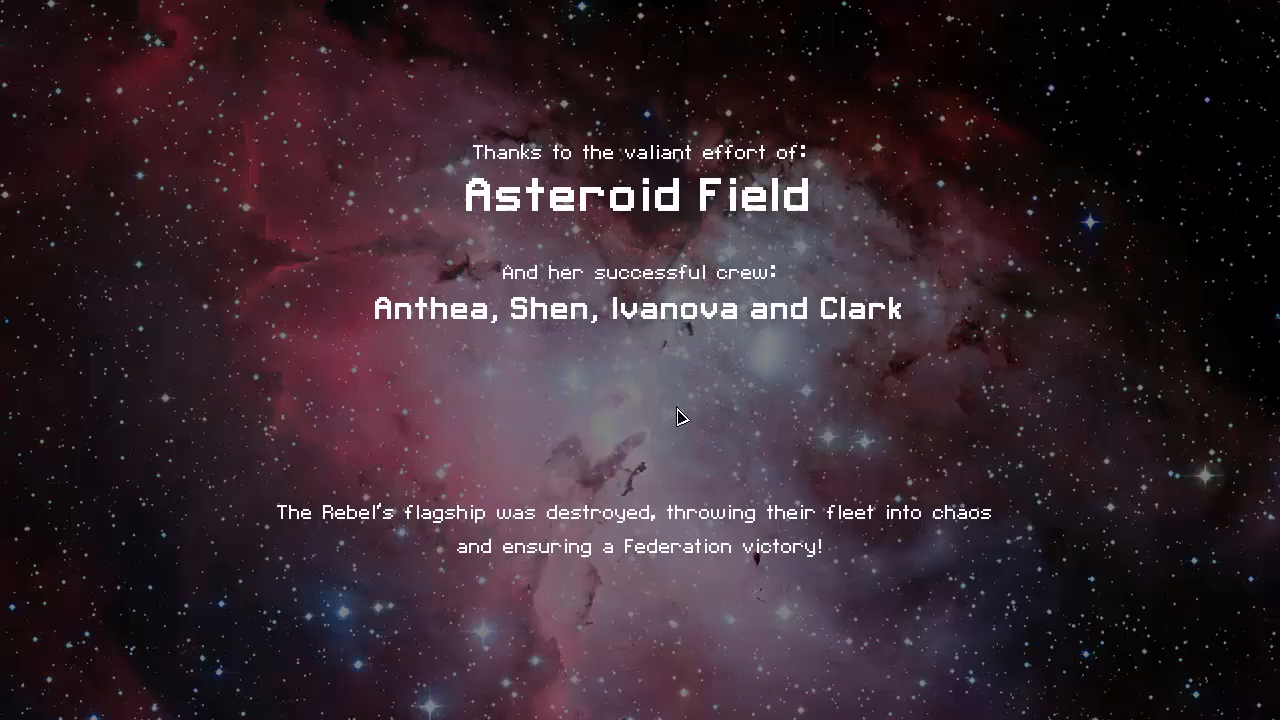 Thanks to the valiant effort of:
Asteroid Field
And her successful crew:
Anthea, Shen, Ivanova and Clark
The Rebel's flagship was destroyed, throwing their fleet into chaos
and ensuring a Federation victory!